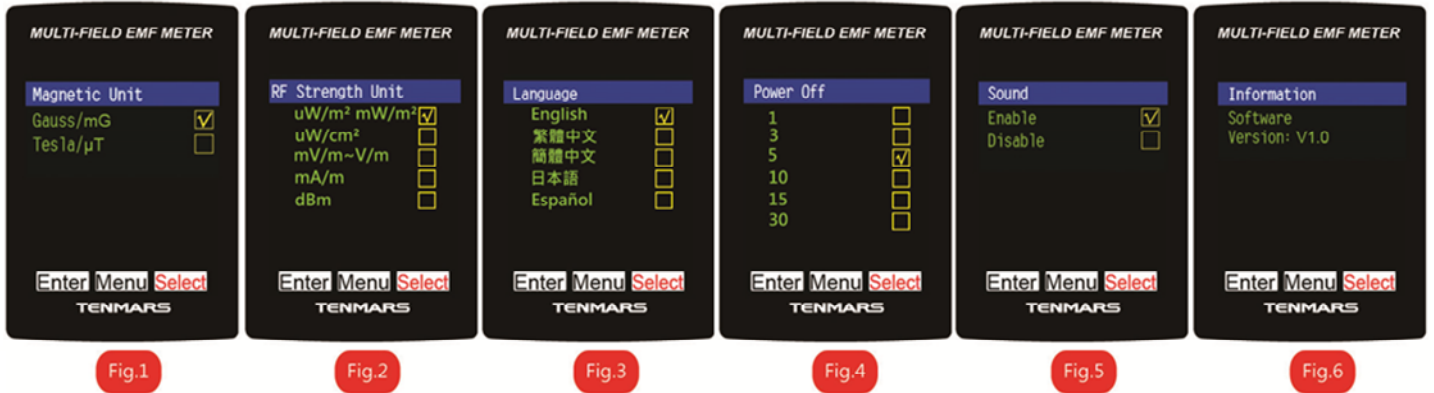 MULTI-FIELD EMF METER
Magnetic Unit
Gauss/mG
Tesla/µT
Enter Menu Select
TENMARS
Fig.1
MULTI-FIELD EMF METER
RF Strength Unit
uW/m² mW/m²
uW/cm²
mV/m~V/m
mA/m
dBm
Enter Menu Select
TENMARS
Fig.2
MULTI-FIELD EMF METER
Language
English
繁體中文
簡體中文
日本語
Español
Enter Menu Select
TENMARS
Fig.3
MULTI-FIELD EMF METER
Power Off
1
3
5
10
15
30
Enter Menu Select
TENMARS
Fig.4
MULTI-FIELD EMF METER
Sound
Enable
Disable
Enter Menu Select
TENMARS
Fig.5
MULTI-FIELD EMF METER
Information
Software
Version: V1.0
Enter Menu Select
TENMARS
Fig.6